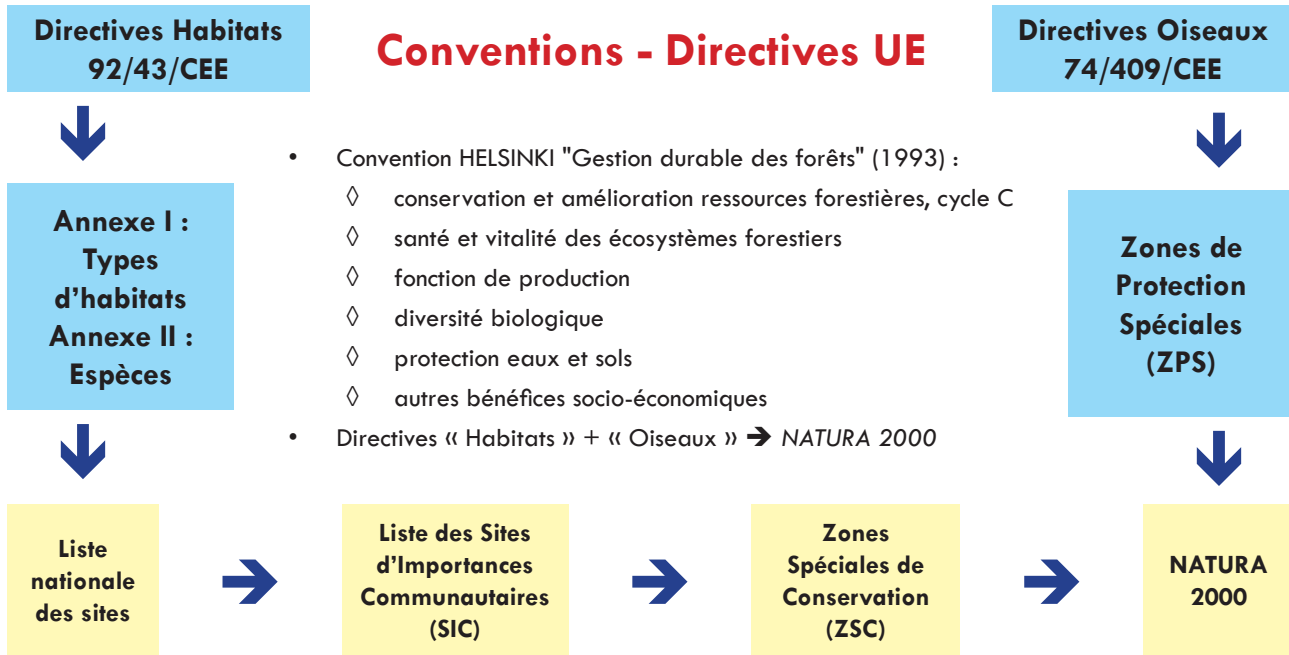 Directives Habitats
92/43/CEE
Conventions - Directives UE
Directives Oiseaux
74/409/CEE
• Convention HELSINKI "Gestion durable des forêts" (1993) :
◊ conservation et amélioration ressources forestières, cycle C
◊ santé et vitalité des écosystèmes forestiers
◊ fonction de production
◊ diversité biologique
◊ protection eaux et sols
◊ autres bénéfices socio-économiques
• Directives « Habitats » + « Oiseaux » ➔ NATURA 2000
Annexe I :
Types
d’habitats
Annexe II :
Espèces
Zones de
Protection
Spéciales
(ZPS)
Liste
nationale
des sites
Liste des Sites
d’Importances
Communautaires
(SIC)
Zones
Spéciales de
Conservation
(ZSC)
NATURA
2000